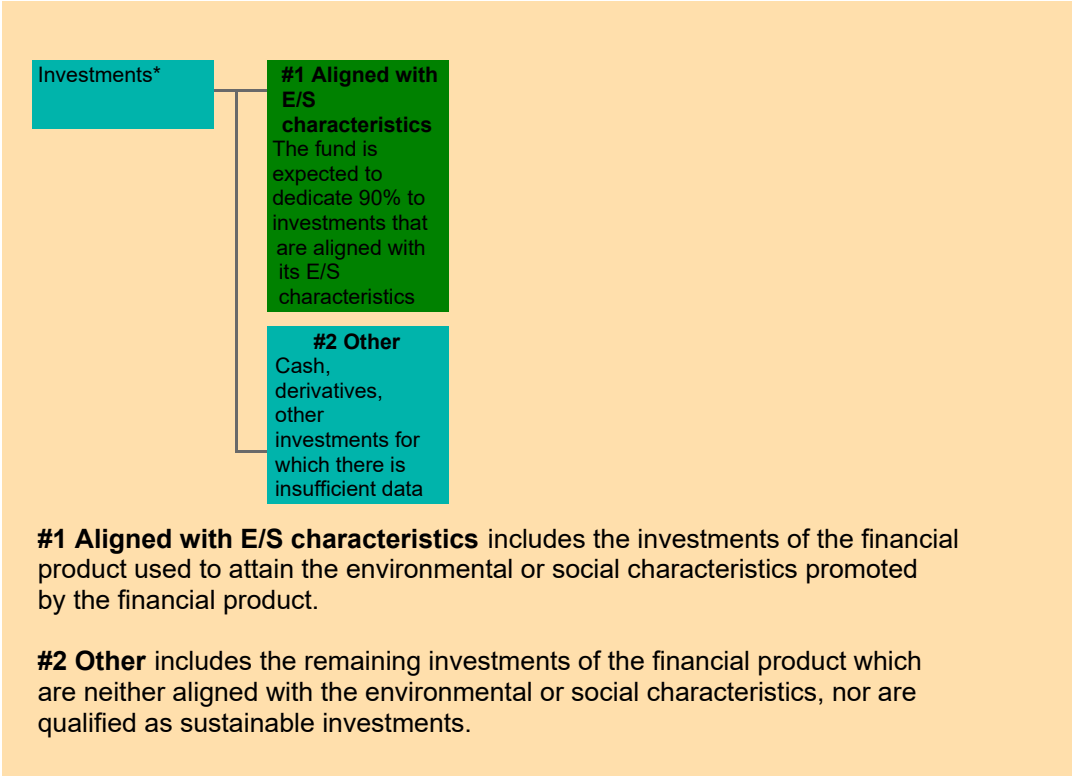 Investments*
#1 Aligned with
E/S
characteristics
The fund is
expected to
dedicate 90% to
investments that
are aligned with
its E/S
characteristics
#2 Other
Cash,
derivatives,
other
investments for
which there is
insufficient data
#1 Aligned with E/S characteristics includes the investments of the financial
product used to attain the environmental or social characteristics promoted
by the financial product.
#2 Other includes the remaining investments of the financial product which
are neither aligned with the environmental or social characteristics, nor are
qualified as sustainable investments.